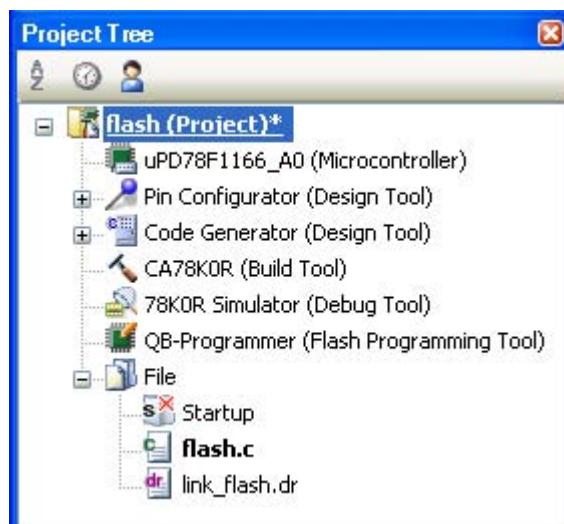 Project Tree
flash (Project)*
uPD78F1166_A0 (Microcontroller)
Pin Configurator (Design Tool)
Code Generator (Design Tool)
CA78K0R (Build Tool)
78K0R Simulator (Debug Tool)
QB-Programmer (Flash Programming Tool)
File
Startup
flash.c
link_flash.dr